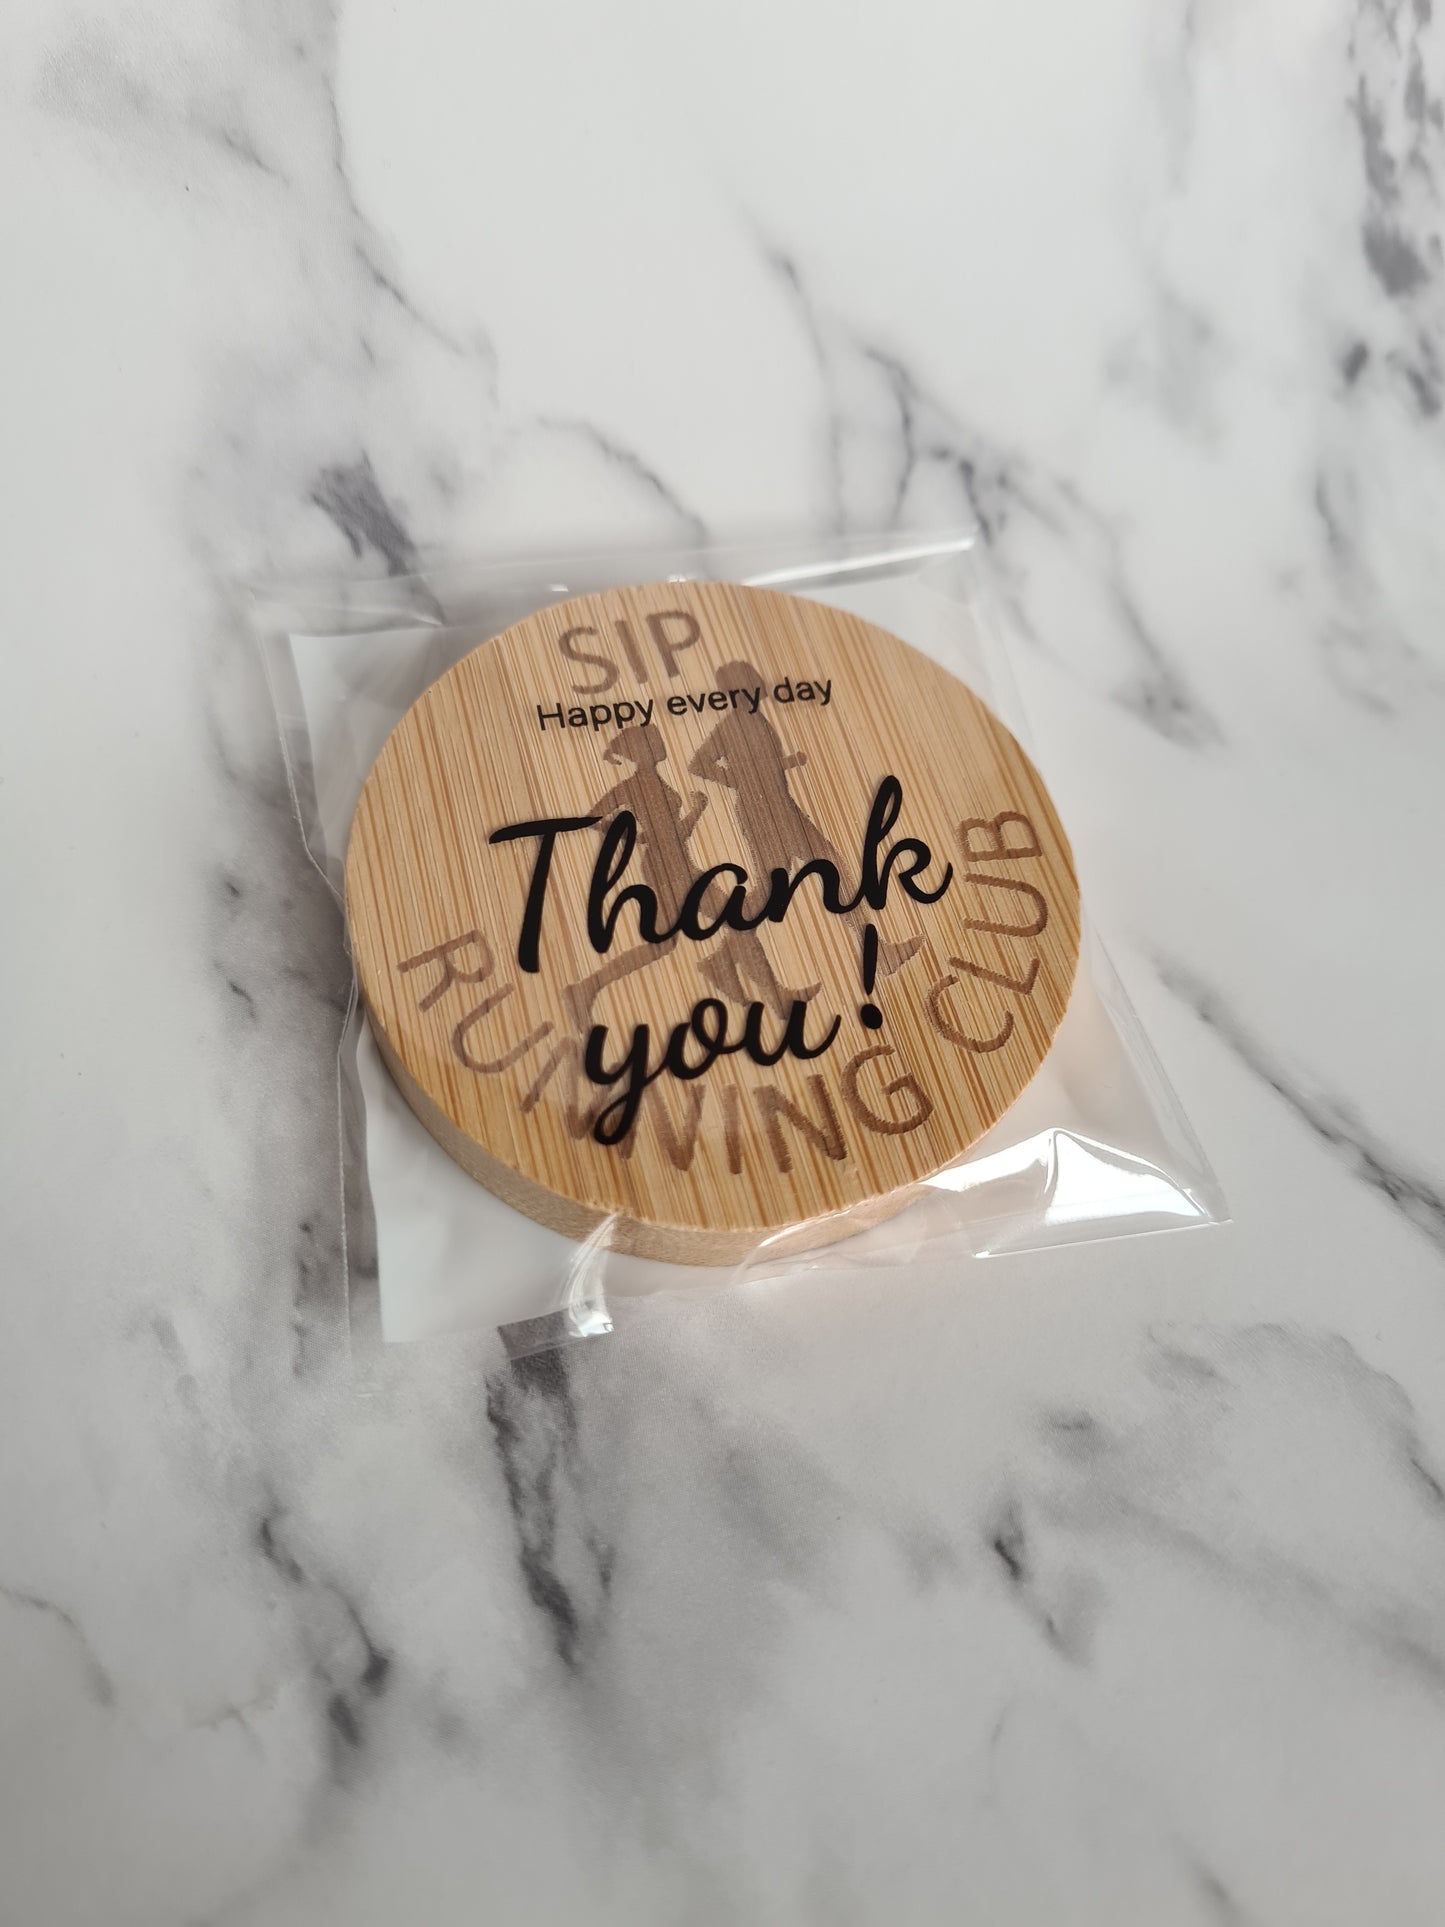 SIP
Happy every day
Thank
you!
RUNNING CLUB